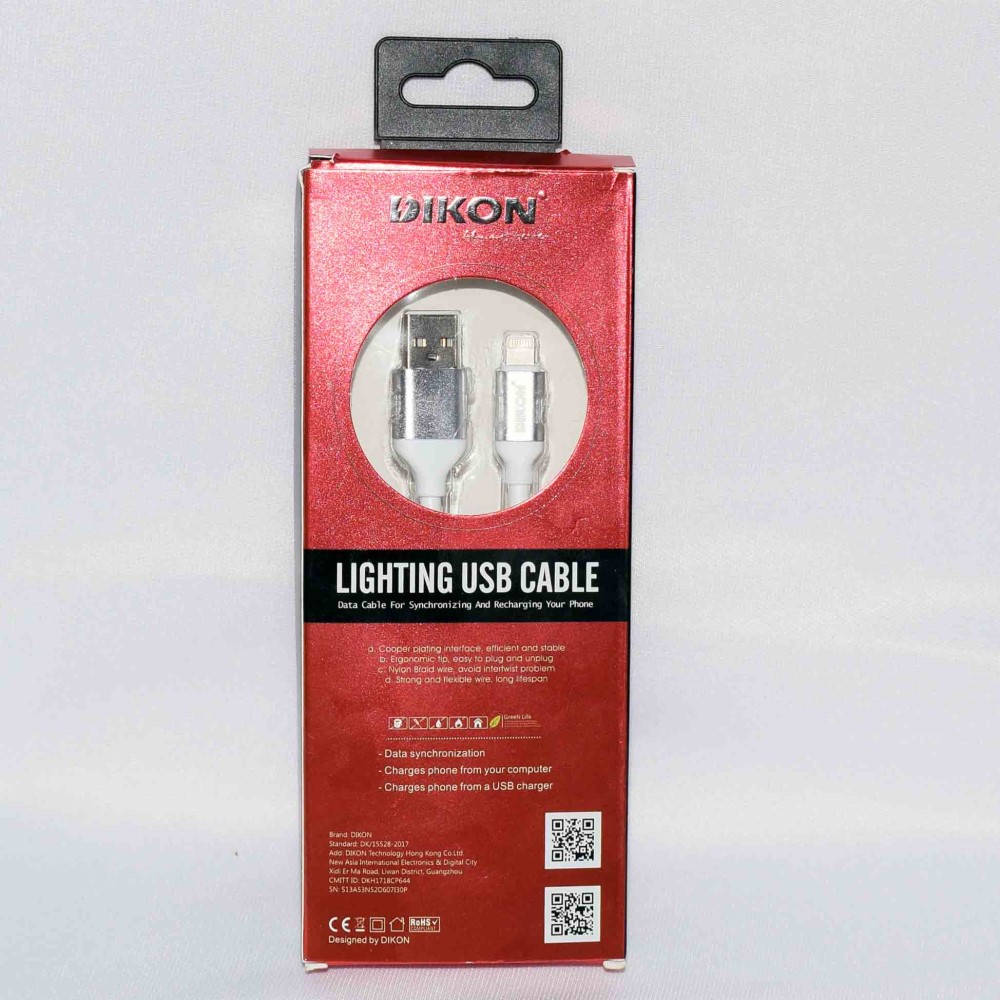 DIKON
DIKON
LIGHTING USB CABLE
Data Cable For Synchronizing And Recharging Your Phone
a. Cooper plating interface, efficient and stable
b. Ergonomic tip, easy to plug and unplug
c. Nylon Braid wire, avoid intertwist problem
d. Strong and flexible wire, long lifespan
Green Life
- Data synchronization
- Charges phone from your computer
- Charges phone from a USB charger
Brand: DIKON
Standard: DK/15528-2017
Add: DIKON Technology Hong Kong Co.Ltd
New Asia International Electronics & Digital City
Xidi Er Ma Road, Liwan District, Guangzhou
CMITT ID: DKH1718CP644
SN: S13A53N52D607I30P
CE RoHS
COMPLIANT
Designed by DIKON